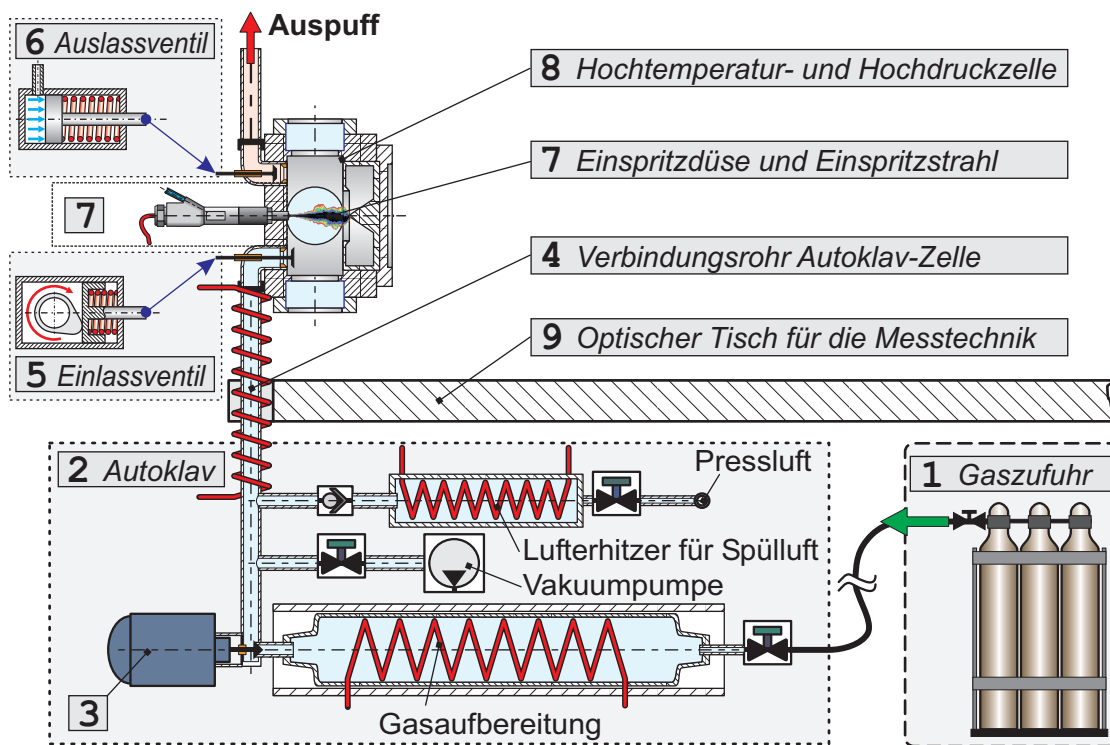 Auspuff
6 Auslassventil
8 Hochtemperatur- und Hochdruckzelle
7 Einspritzdüse und Einspritzstrahl
7
4 Verbindungsrohr Autoklav-Zelle
9 Optischer Tisch für die Messtechnik
5 Einlassventil
2 Autoklav
Pressluft
1 Gaszufuhr
Lufterhitzer für Spülluft
Vakuumpumpe
3
Gasaufbereitung